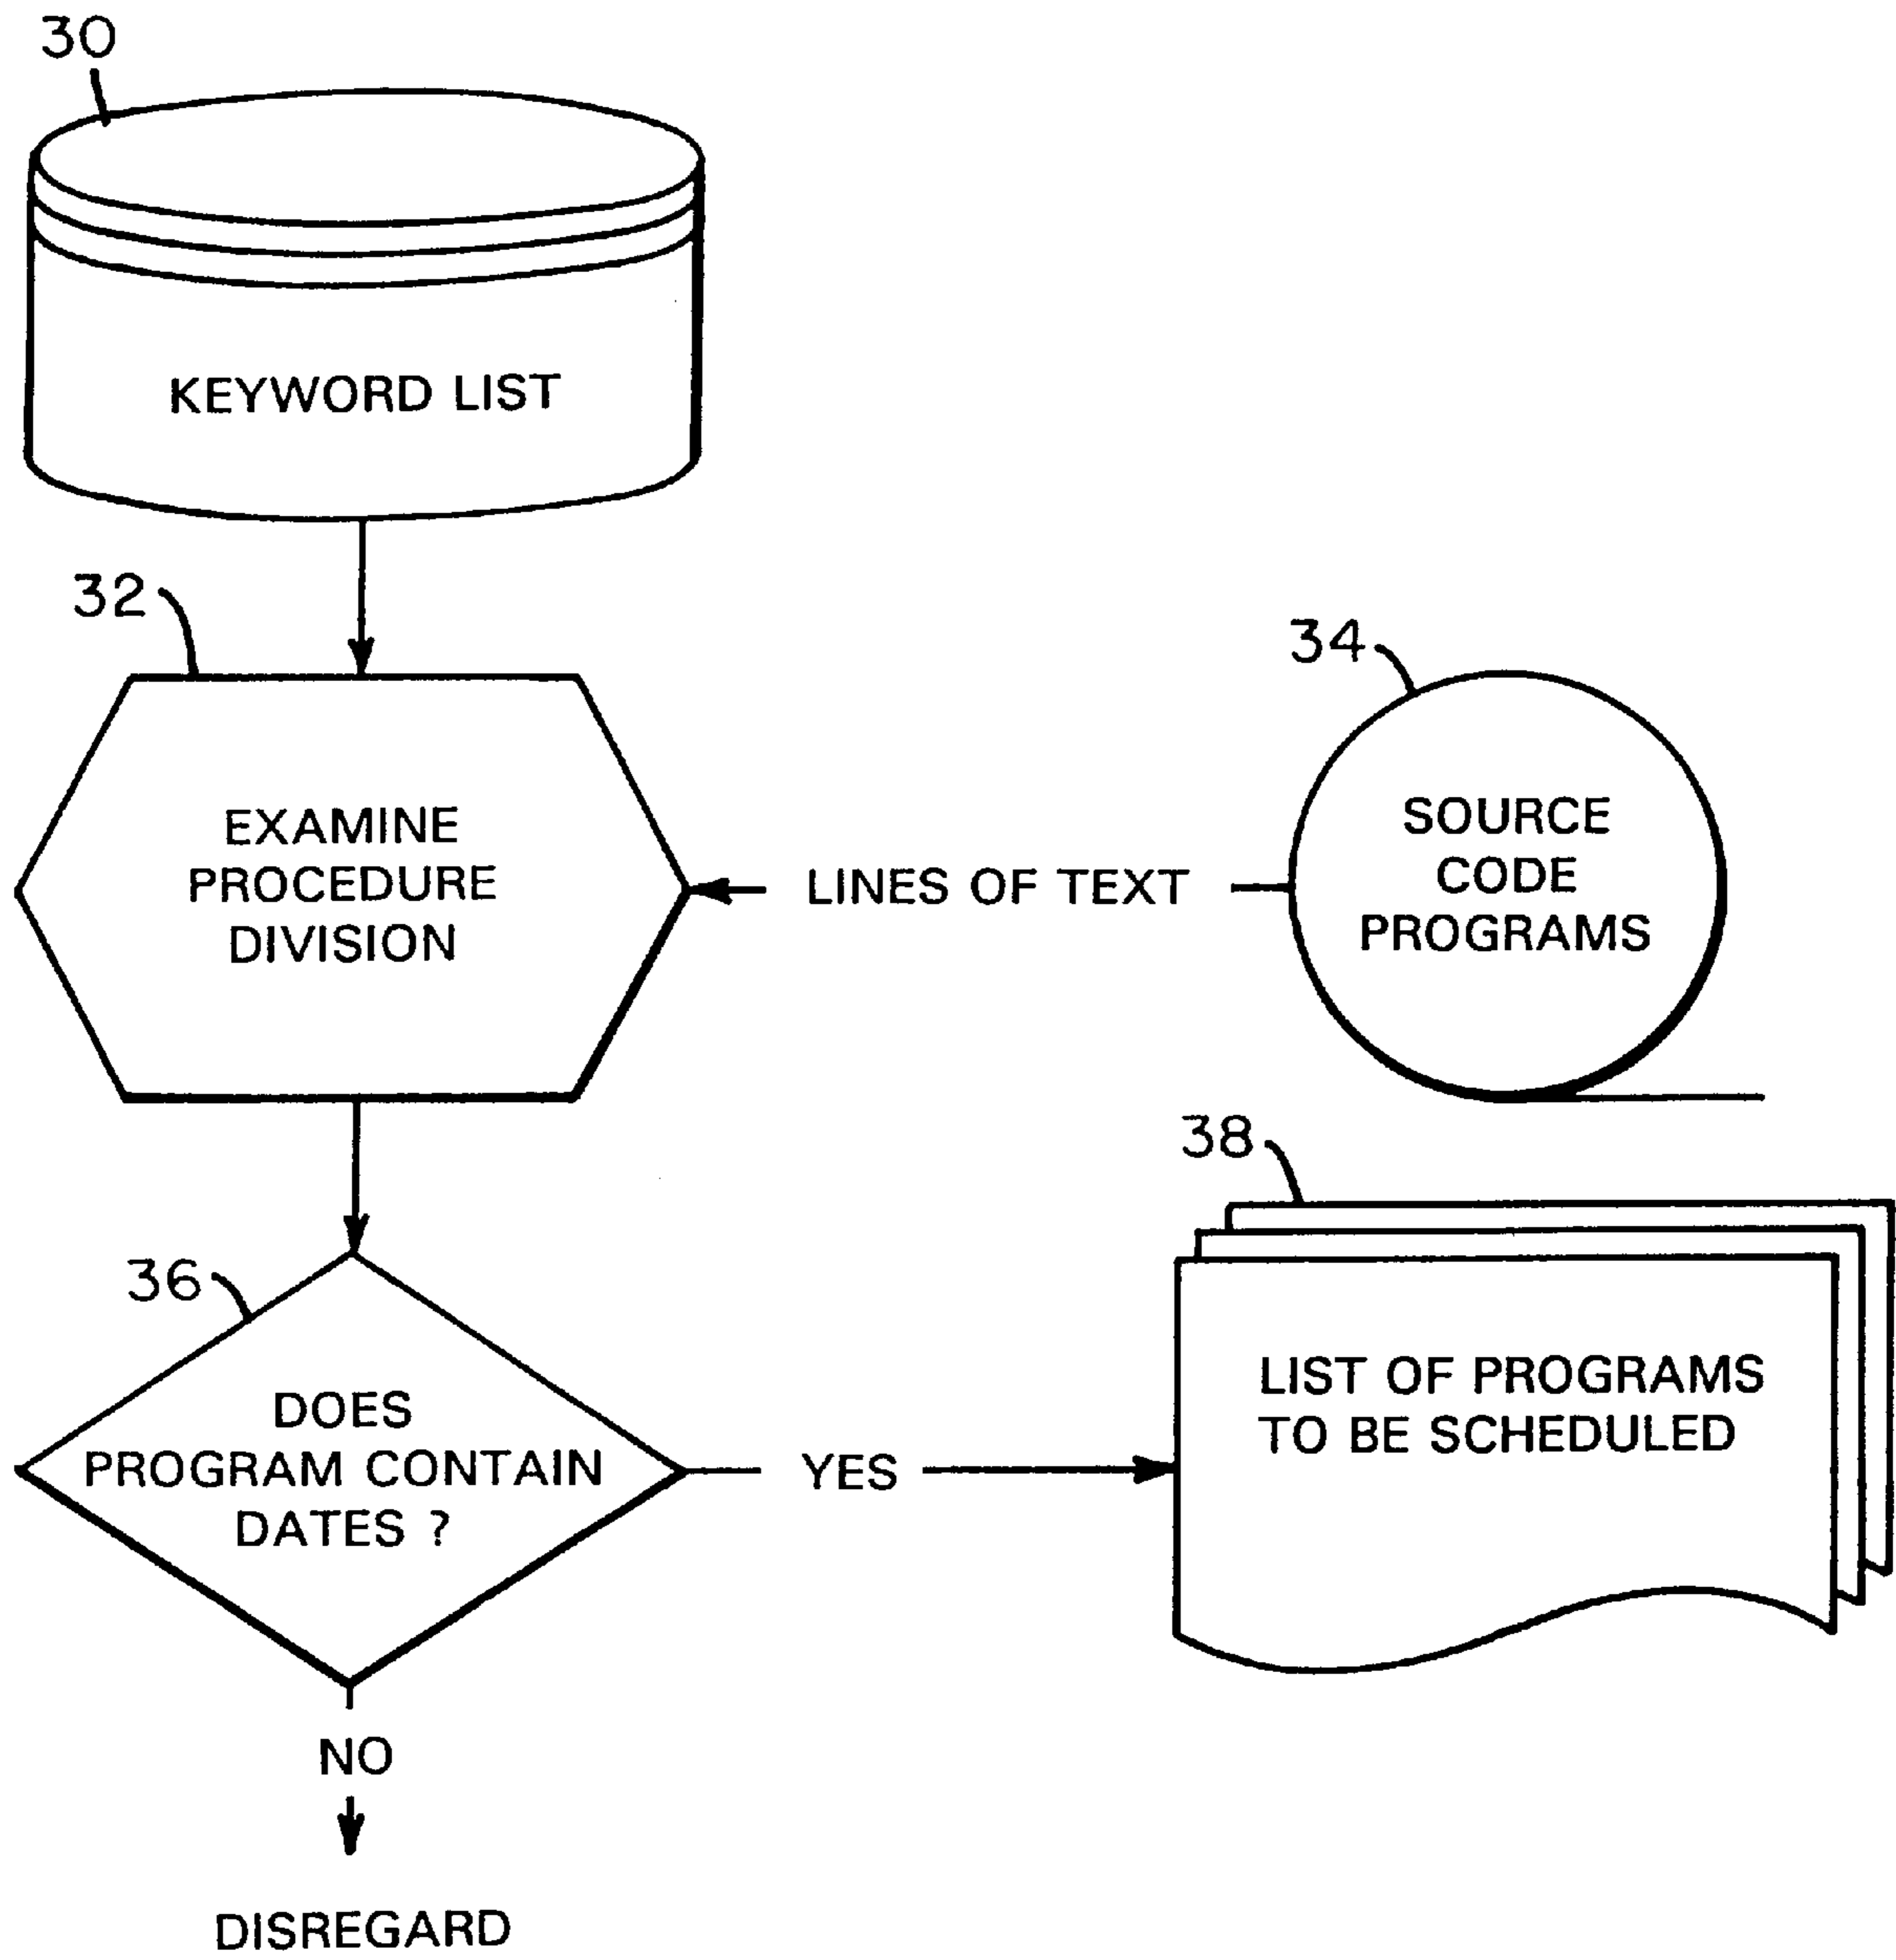 30
KEYWORD LIST
32
EXAMINE
PROCEDURE
DIVISION
LINES OF TEXT
34
SOURCE
CODE
PROGRAMS
36
DOES
PROGRAM CONTAIN
DATES ?
YES
38
LIST OF PROGRAMS
TO BE SCHEDULED
NO
DISREGARD